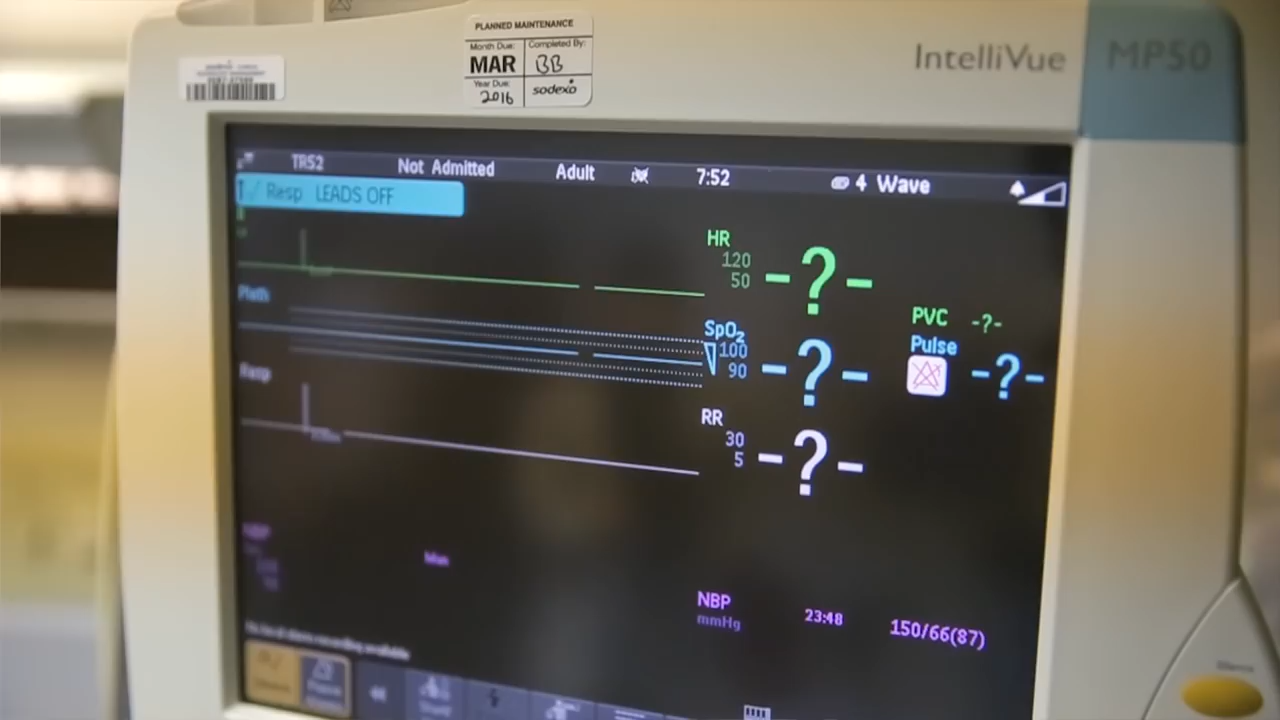 PLANNED MAINTENANCE
Month Due:
Completed By:
MAR
BB
Year Due:
2016
sodexo
IntelliVue
MP50
TRS2
Not Admitted
Adult
7:52
4 Wave
Resp LEADS OFF
HR
120
50
-?-
PVC -?-
Pleth
SpO₂
100
90
-?-
Pulse
-?-
Resp
RR
30
5
-?-
NBP
Man
NBP
mmHg
23:48
150/66(87)